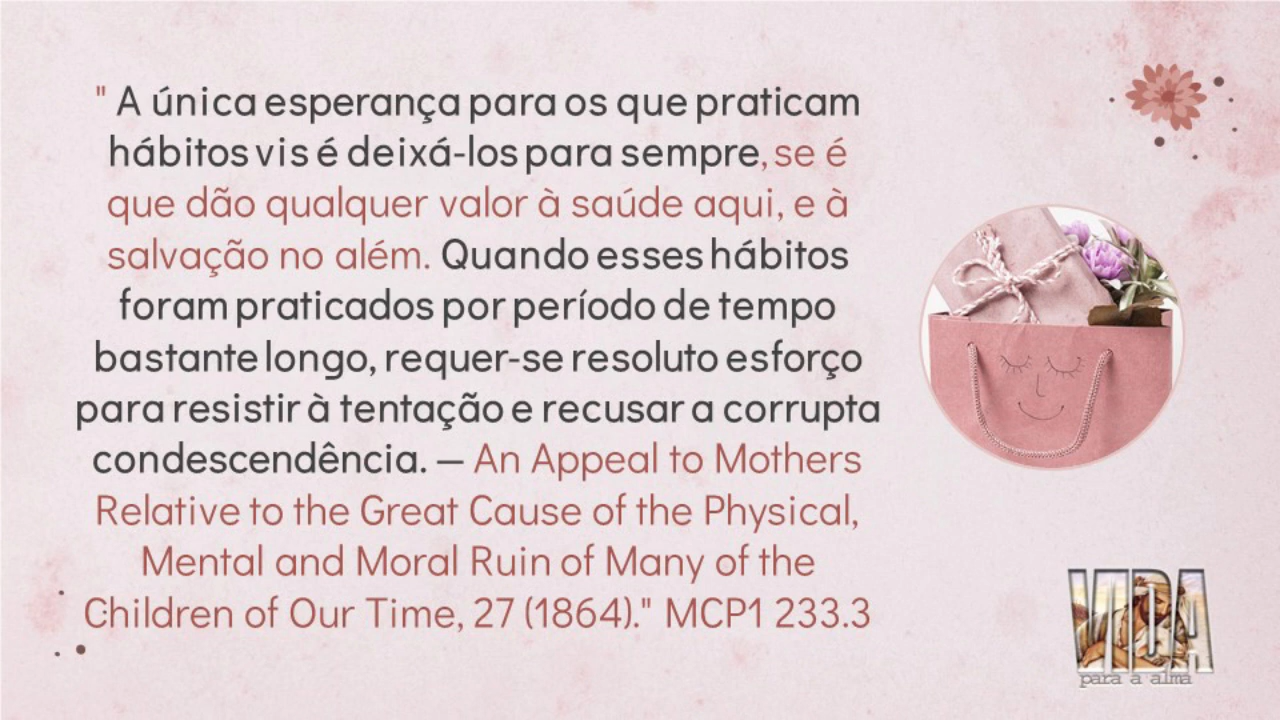 " A única esperança para os que praticam
hábitos vis é deixá-los para sempre, se é
que dão qualquer valor à saúde aqui, e à
salvação no além. Quando esses hábitos
foram praticados por período de tempo
bastante longo, requer-se resoluto esforço
para resistir à tentação e recusar a corrupta
condescendência. — An Appeal to Mothers
Relative to the Great Cause of the Physical,
Mental and Moral Ruin of Many of the
Children of Our Time, 27 (1864)." MCP1 233.3
VIDA
para a alma